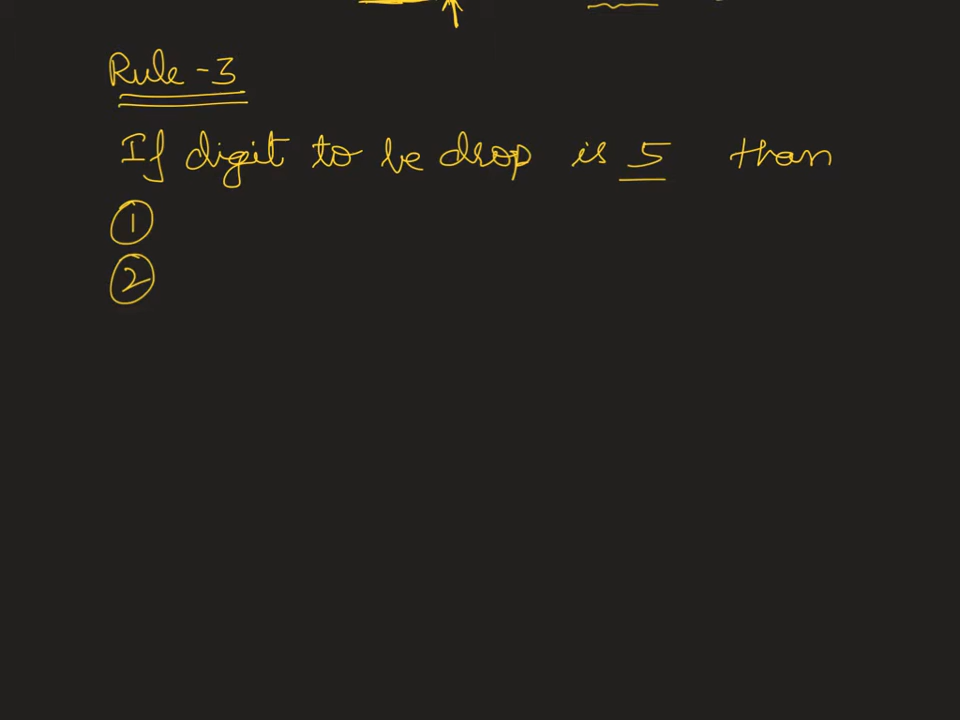 Rule-3
If digit to be drop is 5 than
①
②